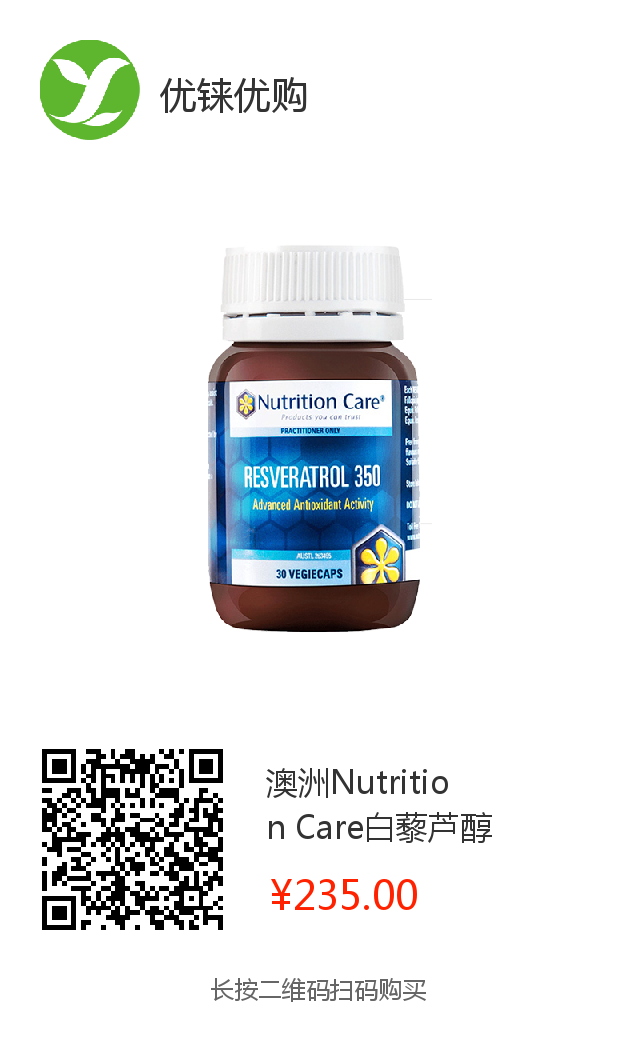 优铼优购
Nutrition Care®
Products you can trust
PRACTITIONER ONLY
RESVERATROL 350
Advanced Antioxidant Activity
30 VEGIECAPS
澳洲Nutritio
n Care白藜芦醇
¥235.00
长按二维码扫码购买